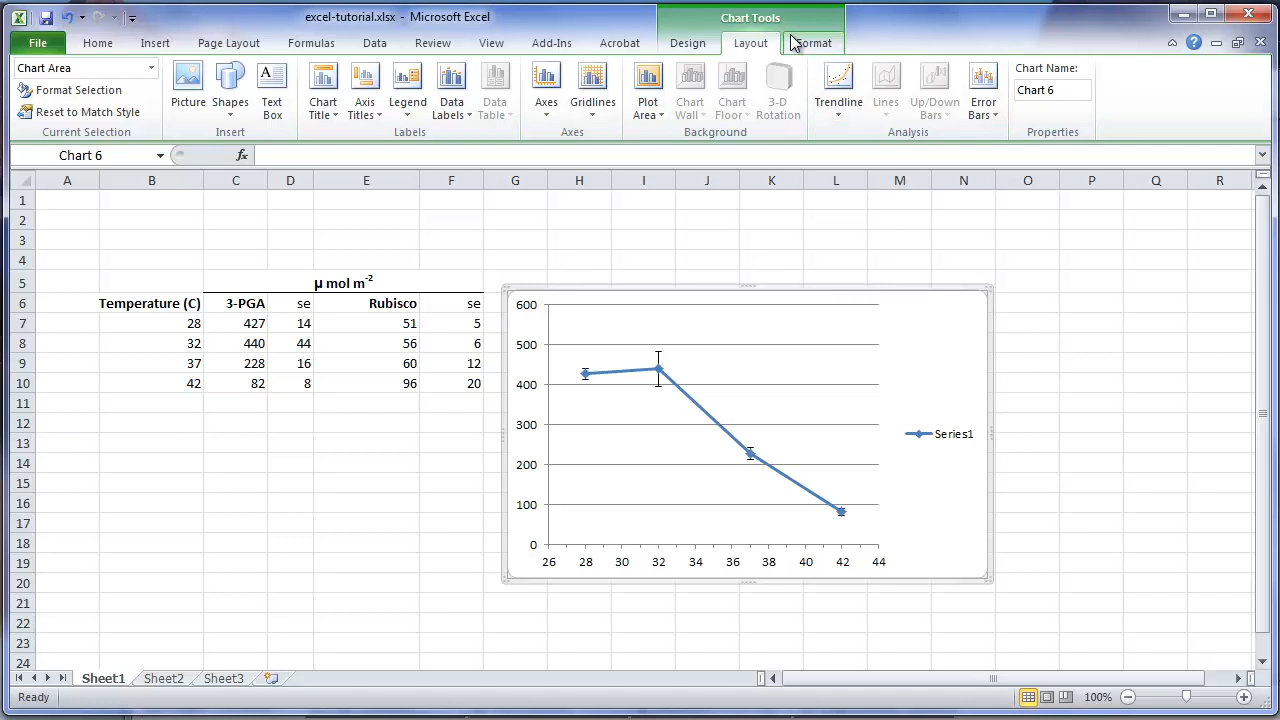 excel-tutorial.xlsx - Microsoft Excel
Chart Tools
File Home Insert Page Layout Formulas Data Review View Add-Ins Acrobat Design Layout Format
Chart Area
Format Selection
Reset to Match Style
Current Selection
Picture Shapes Text Box
Insert
Chart Title Axis Titles Legend Data Labels Data Table
Labels
Axes Gridlines
Axes
Plot Area Chart Wall Chart Floor 3-D Rotation
Background
Trendline Lines Up/Down Bars Error Bars
Analysis
Chart Name:
Chart 6
Properties
Chart 6 fx
A B C D E F G H I J K L M N O P Q R
1
2
3
4
5 µ mol m-2
6 Temperature (C) 3-PGA se Rubisco se
7 28 427 14 51 5
8 32 440 44 56 6
9 37 228 16 60 12
10 42 82 8 96 20
11
12
13
14
15
16
17
18
19
20
21
22
23
24
600
500
400
300
200
100
0
26 28 30 32 34 36 38 40 42 44
Series1
Sheet1 Sheet2 Sheet3
Ready 100%